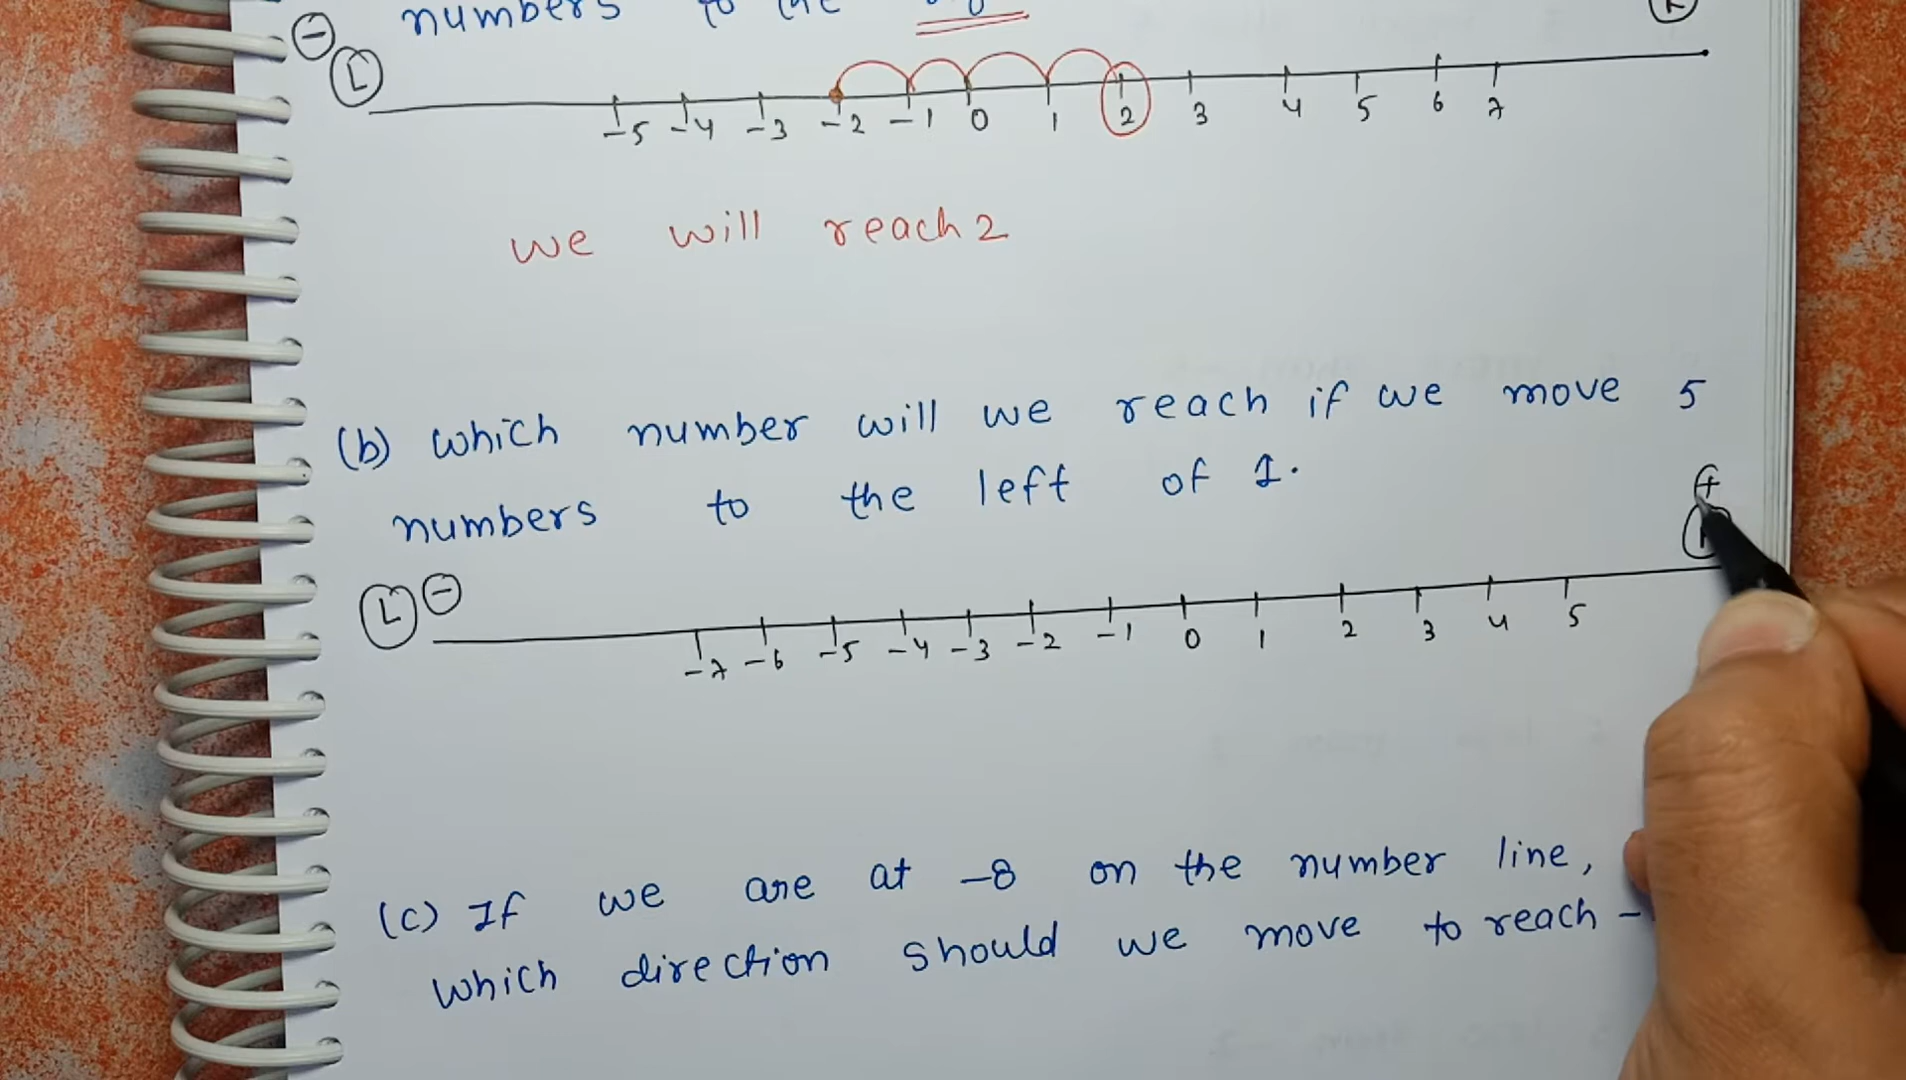 numbers to the
− L
-5 -4 -3 -2 -1 0 1 2 3 4 5 6 7
we will reach 2
(b) Which number will we reach if we move 5
numbers to the left of 1.
+
L −
-7 -6 -5 -4 -3 -2 -1 0 1 2 3 4 5
(c) If we are at -8 on the number line,
which direction should we move to reach -